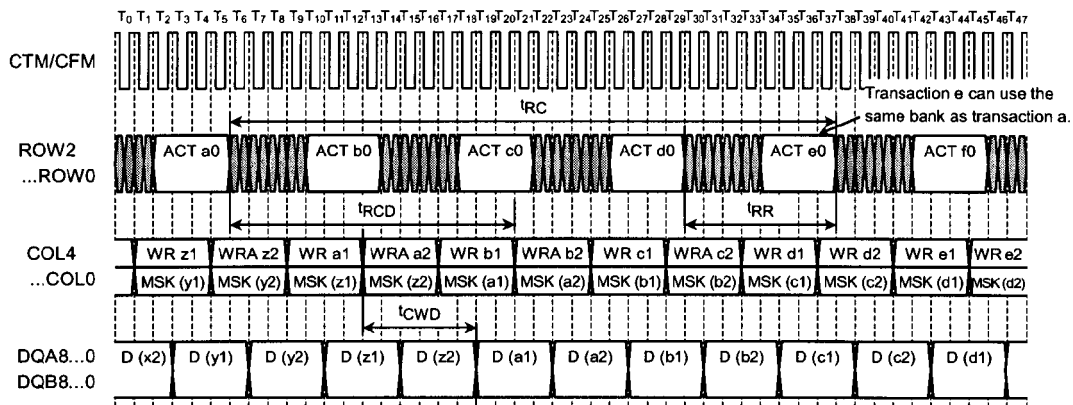 T0 T1 T2 T3 T4 T5 T6 T7 T8 T9 T10 T11 T12 T13 T14 T15 T16 T17 T18 T19 T20 T21 T22 T23 T24 T25 T26 T27 T28 T29 T30 T31 T32 T33 T34 T35 T36 T37 T38 T39 T40 T41 T42 T43 T44 T45 T46 T47
CTM/CFM
tRC
Transaction e can use the
same bank as transaction a.
ROW2 ACT a0 ACT b0 ACT c0 ACT d0 ACT e0 ACT f0
...ROW0
tRCD tRR
COL4 WR z1 WRA z2 WR a1 WRA a2 WR b1 WRA b2 WR c1 WRA c2 WR d1 WR d2 WR e1 WR e2
...COL0 MSK (y1) MSK (y2) MSK (z1) MSK (z2) MSK (a1) MSK (a2) MSK (b1) MSK (b2) MSK (c1) MSK (c2) MSK (d1) MSK (d2)
tCWD
DQA8...0 D (x2) D (y1) D (y2) D (z1) D (z2) D (a1) D (a2) D (b1) D (b2) D (c1) D (c2) D (d1)
DQB8...0